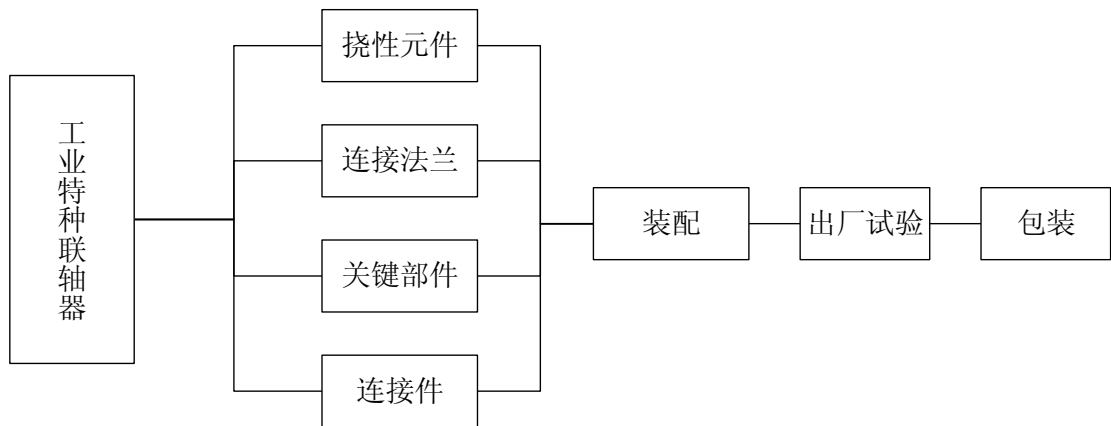 工业特种联轴器
挠性元件
连接法兰
关键部件
连接件
装配
出厂试验
包装